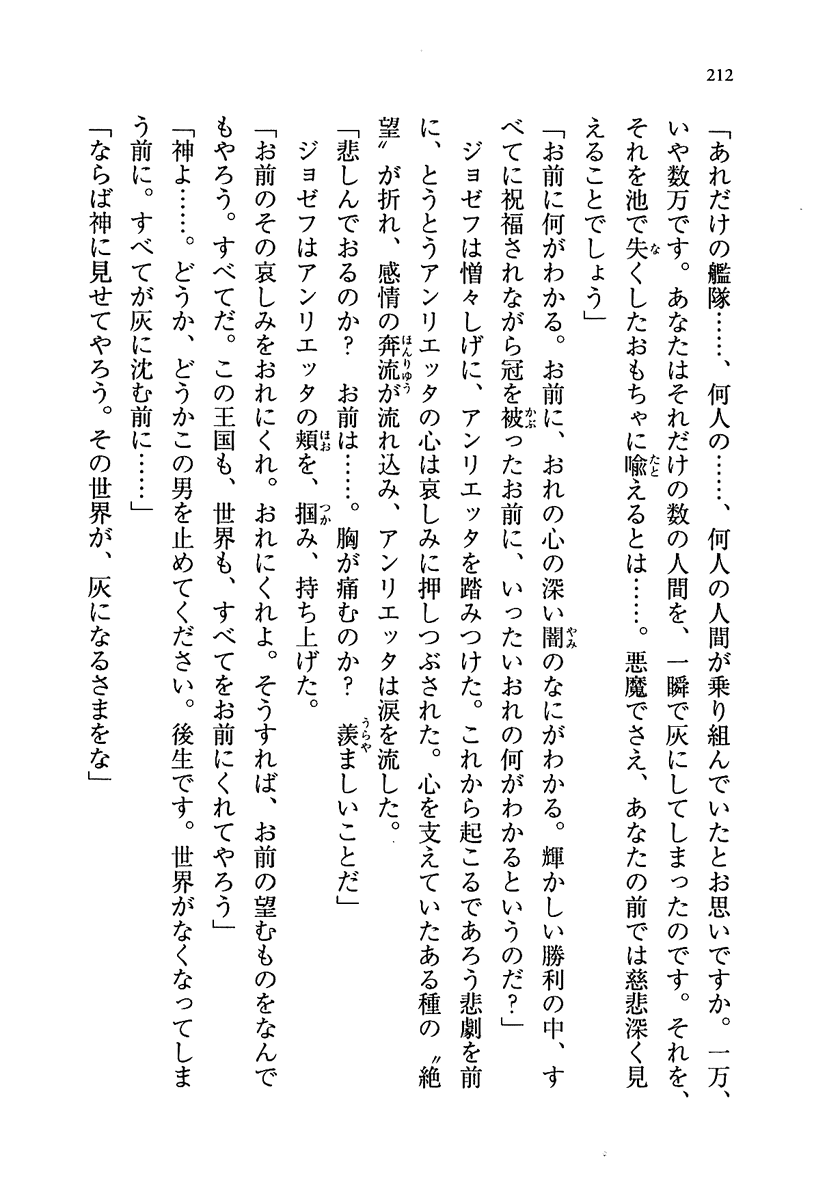 212
「あれだけの艦隊……、何人の……、何人の人間が乗り組んでいたとお思いですか。一万、
いや数万です。あなたはそれだけの数の人間を、一瞬で灰にしてしまったのです。それを、
それを池で失くしたおもちゃに喩えるとは……。悪魔でさえ、あなたの前では慈悲深く見
えることでしょう」
「お前に何がわかる。お前に、おれの心の深い闇のなにがわかる。輝かしい勝利の中、す
べてに祝福されながら冠を被ったお前に、いったいおれの何がわかるというのだ？」
ジョゼフは憎々しげに、アンリエッタを踏みつけた。これから起こるであろう悲劇を前
に、とうとうアンリエッタの心は哀しみに押しつぶされた。心を支えていたある種の〝絶
望〟が折れ、感情の奔流が流れ込み、アンリエッタは涙を流した。
「悲しんでおるのか？　お前は……。胸が痛むのか？　羨ましいことだ」
ジョゼフはアンリエッタの頬を、掴み、持ち上げた。
「お前のその哀しみをおれにくれ。おれにくれよ。そうすれば、お前の望むものをなんで
もやろう。すべてだ。この王国も、世界も、すべてをお前にくれてやろう」
「神よ……。どうか、どうかこの男を止めてください。後生です。世界がなくなってしま
う前に。すべてが灰に沈む前に……」
「ならば神に見せてやろう。その世界が、灰になるさまをな」